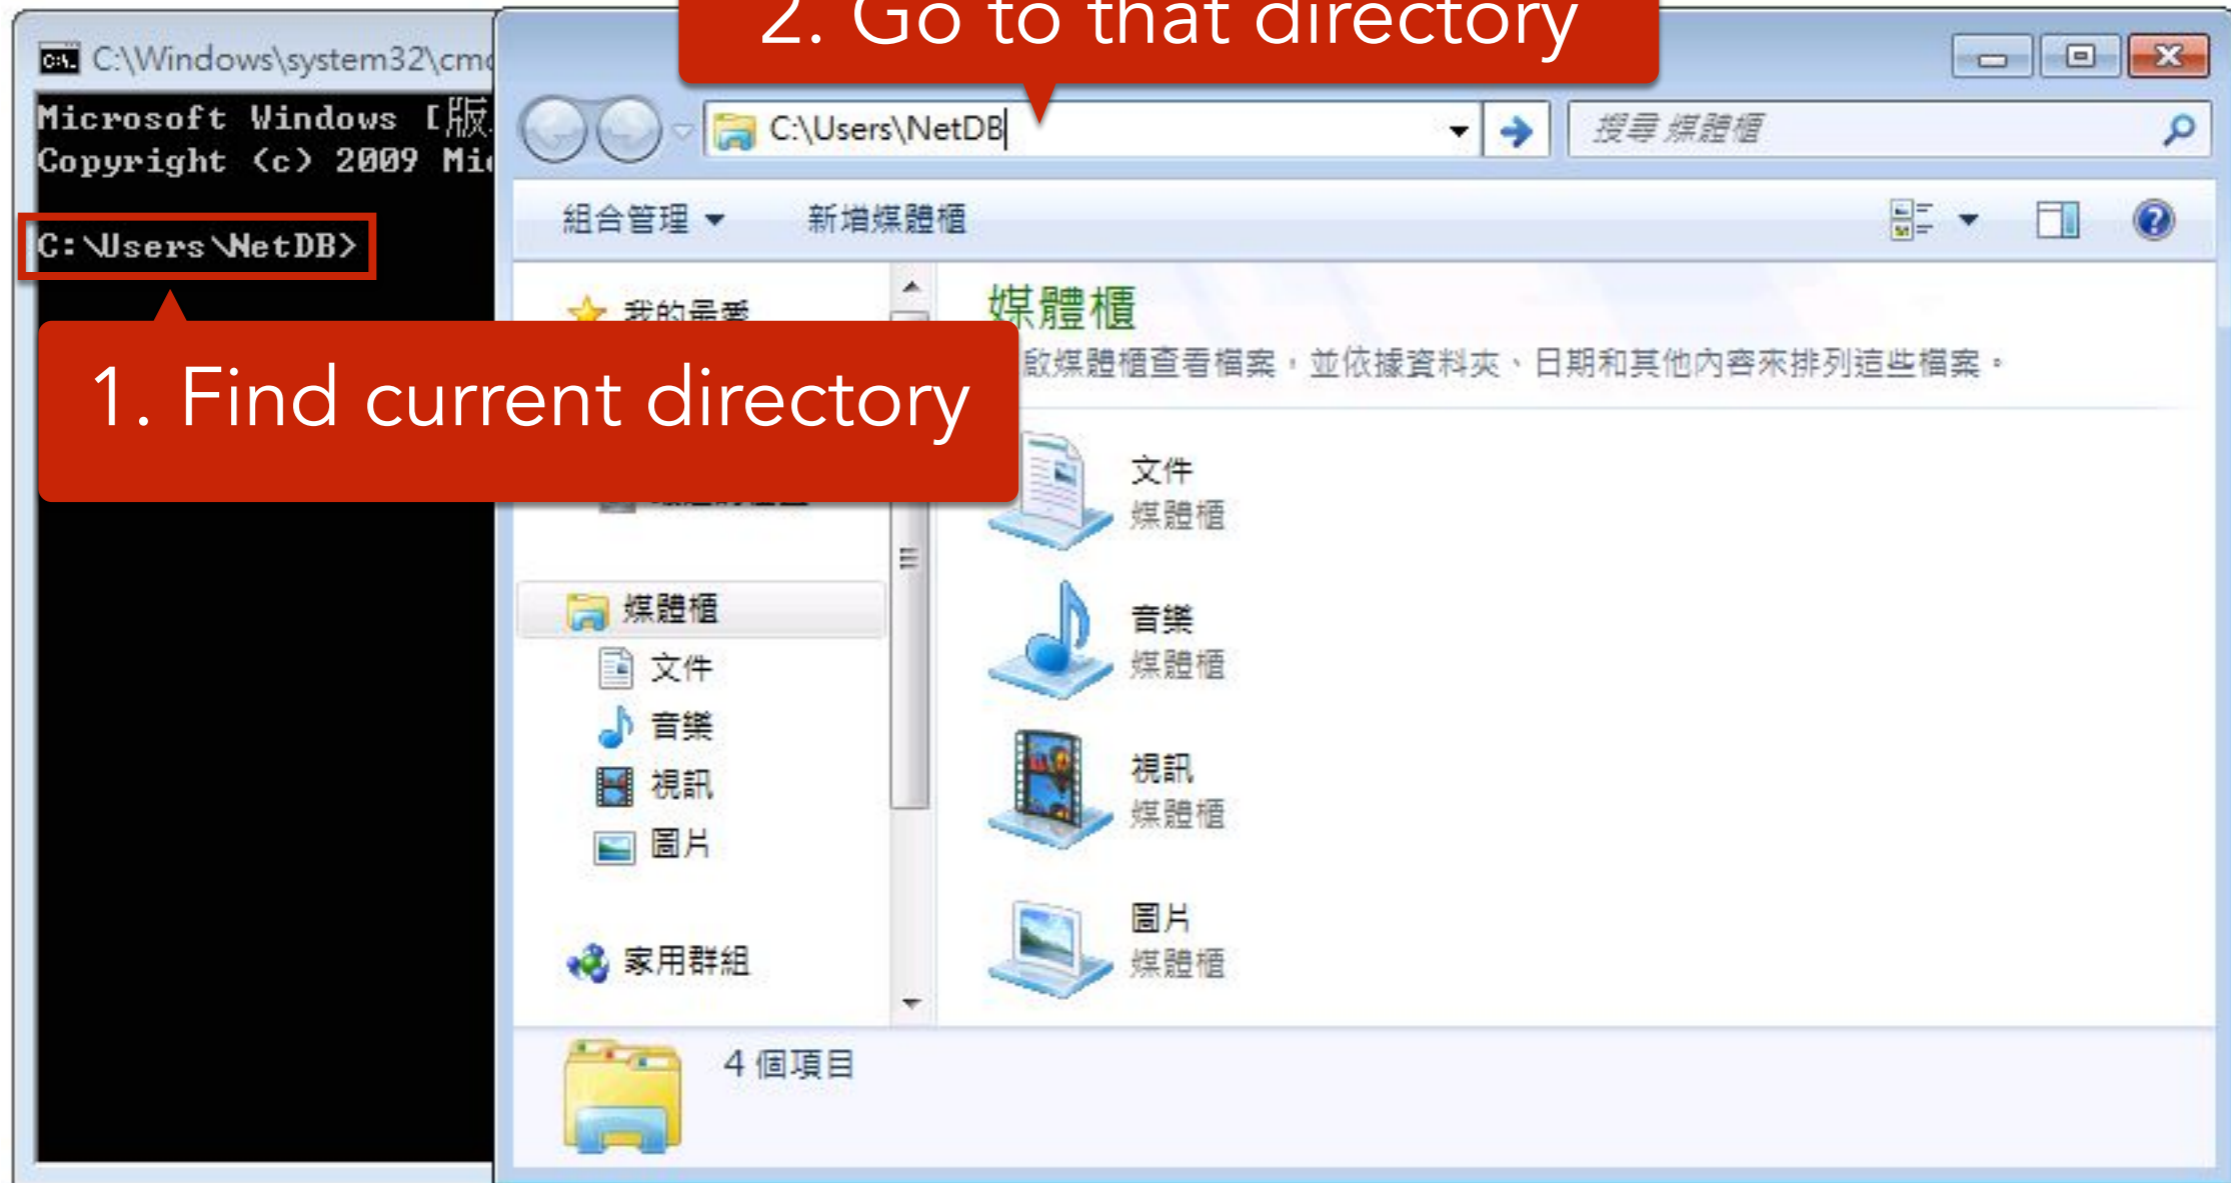 2. Go to that directory
C:\Windows\system32\cmd
Microsoft Windows [版
Copyright (c) 2009 Mic
C:\Users\NetDB>
1. Find current directory
C:\Users\NetDB
搜尋 媒體櫃
組合管理
新增媒體櫃
我的最愛
媒體櫃
文件
音樂
視訊
圖片
家用群組
媒體櫃
啟媒體櫃查看檔案，並依據資料夾、日期和其他內容來排列這些檔案。
文件
媒體櫃
音樂
媒體櫃
視訊
媒體櫃
圖片
媒體櫃
4 個項目